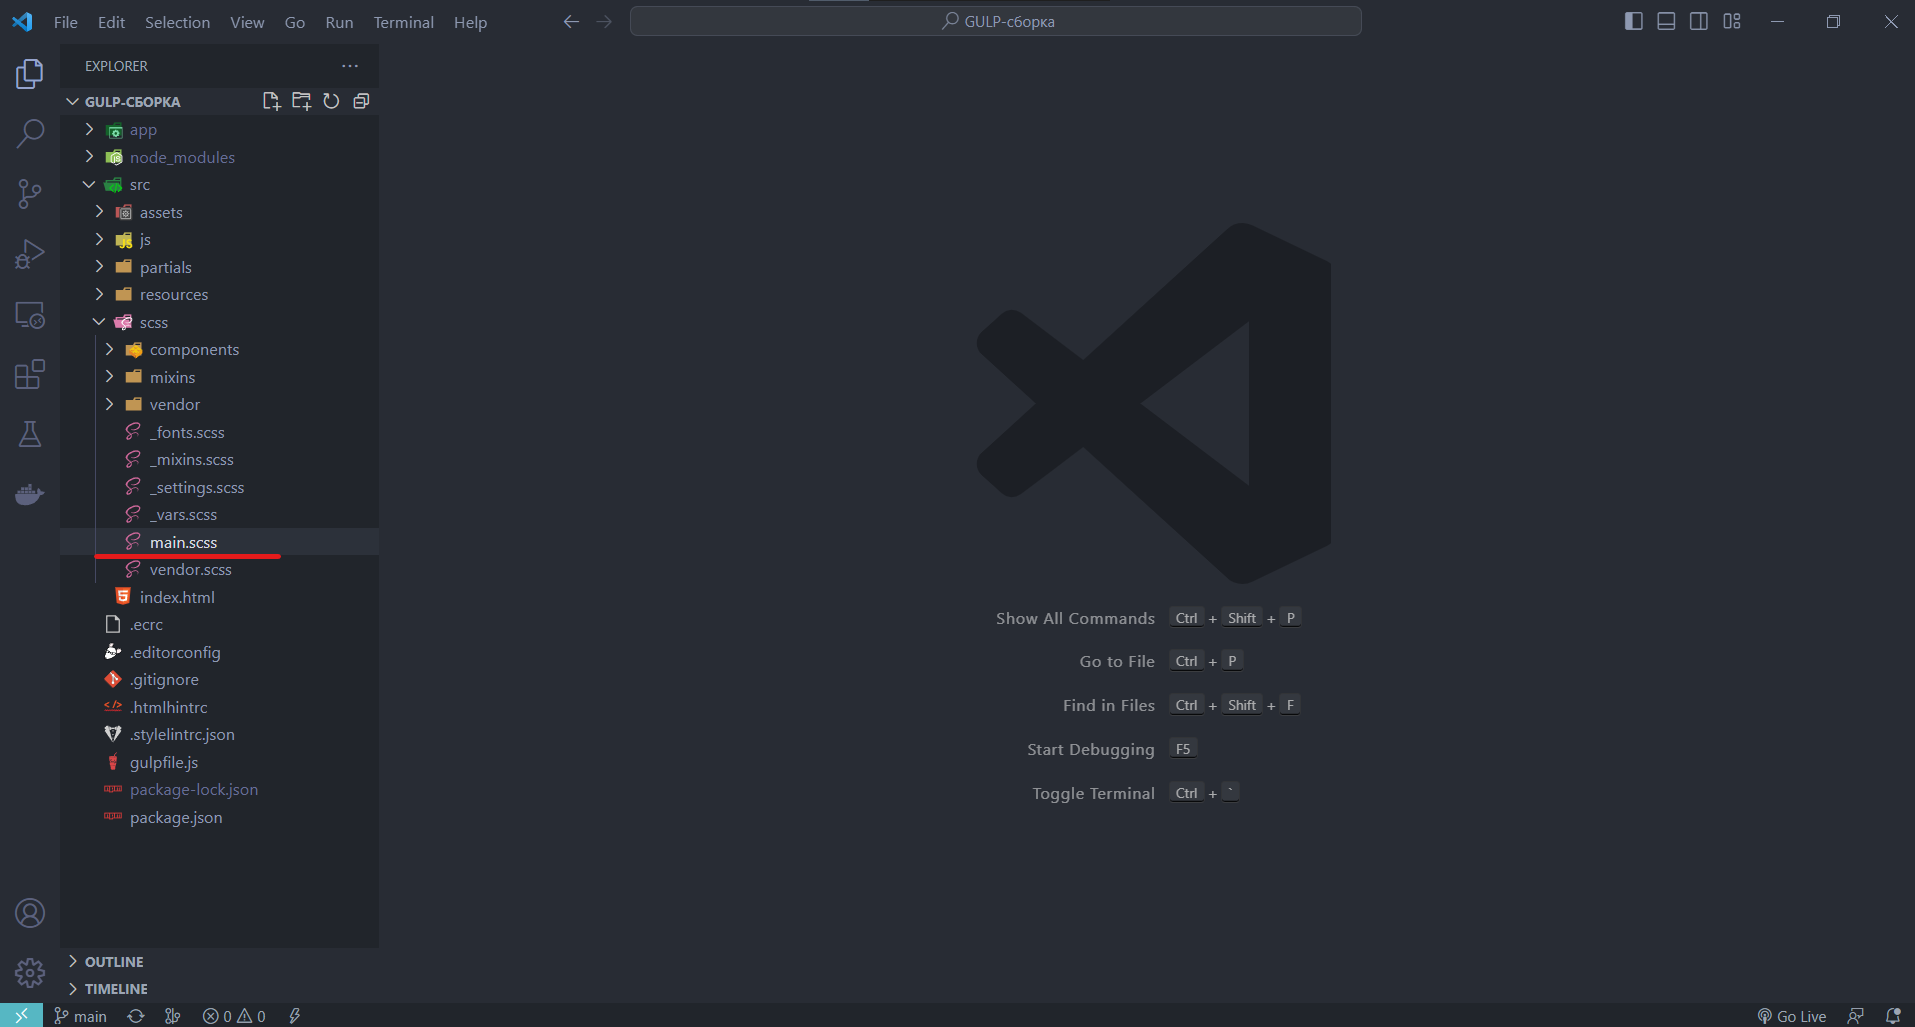 File Edit Selection View Go Run Terminal Help GULP-сборка
EXPLORER
GULP-СБОРКА
app
node_modules
src
assets
js
partials
resources
scss
components
mixins
vendor
_fonts.scss
_mixins.scss
_settings.scss
_vars.scss
main.scss
vendor.scss
index.html
.ecrc
.editorconfig
.gitignore
.htmlhintrc
.stylelintrc.json
gulpfile.js
package-lock.json
package.json
Show All Commands Ctrl + Shift + P
Go to File Ctrl + P
Find in Files Ctrl + Shift + F
Start Debugging F5
Toggle Terminal Ctrl + `
OUTLINE
TIMELINE
main 0 0 Go Live